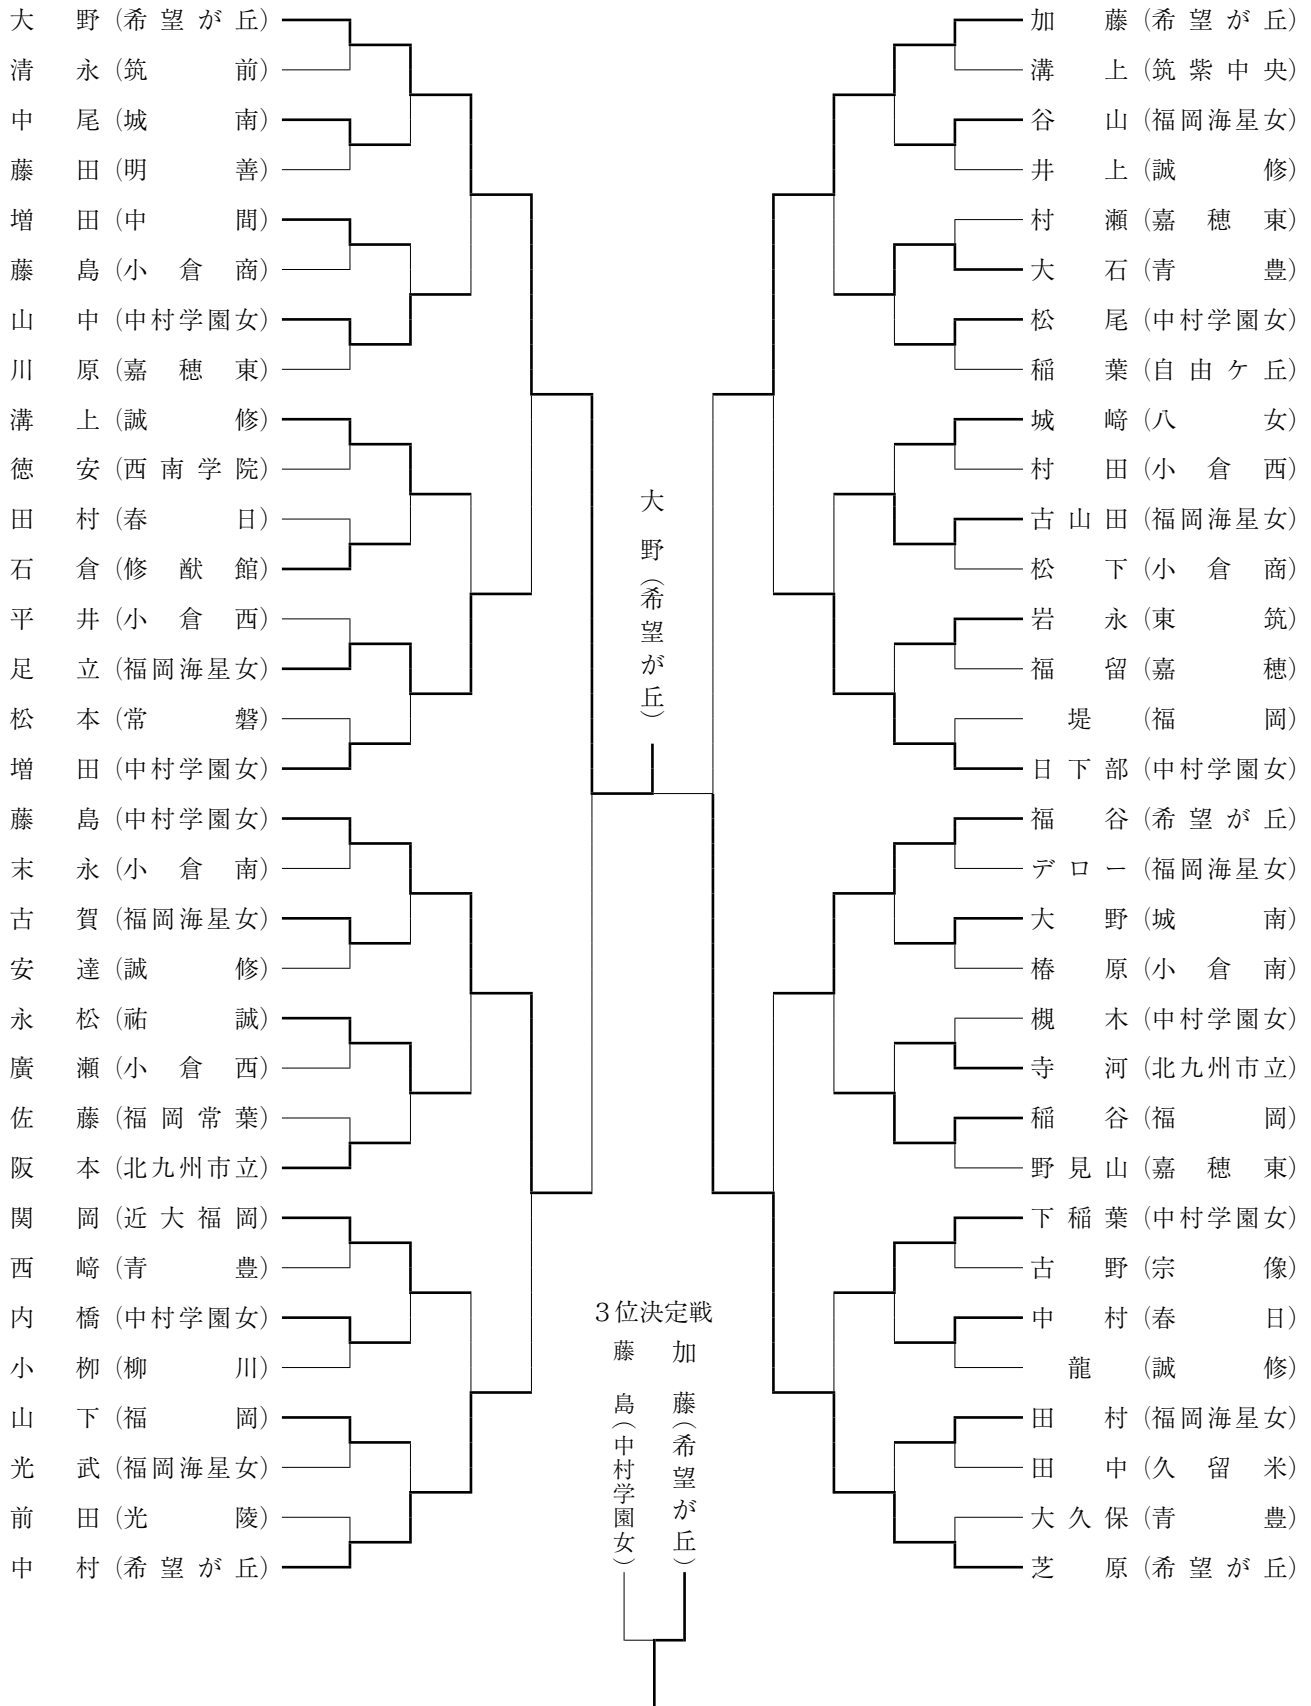 大野（希望が丘）
清永（筑前）
中尾（城南）
藤田（明善）
増田（中間）
藤島（小倉商）
山中（中村学園女）
川原（嘉穂東）
溝上（誠修）
徳安（西南学院）
田村（春日）
石倉（修猷館）
平井（小倉西）
足立（福岡海星女）
松本（常磐）
増田（中村学園女）
藤島（中村学園女）
末永（小倉南）
古賀（福岡海星女）
安達（誠修）
永松（祐誠）
廣瀬（小倉西）
佐藤（福岡常葉）
阪本（北九州市立）
関岡（近大福岡）
西﨑（青豊）
内橋（中村学園女）
小栁（柳川）
山下（福岡）
光武（福岡海星女）
前田（光陵）
中村（希望が丘）
大野（希望が丘）
３位決定戦
藤島（中村学園女）
加藤（希望が丘）
加藤（希望が丘）
溝上（筑紫中央）
谷山（福岡海星女）
井上（誠修）
村瀬（嘉穂東）
大石（青豊）
松尾（中村学園女）
稲葉（自由ケ丘）
城﨑（八女）
村田（小倉西）
古山田（福岡海星女）
松下（小倉商）
岩永（東筑）
福留（嘉穂）
堤（福岡）
日下部（中村学園女）
福谷（希望が丘）
デロー（福岡海星女）
大野（城南）
椿原（小倉南）
槻木（中村学園女）
寺河（北九州市立）
稲谷（福岡）
野見山（嘉穂東）
下稲葉（中村学園女）
古野（宗像）
中村（春日）
龍（誠修）
田村（福岡海星女）
田中（久留米）
大久保（青豊）
芝原（希望が丘）